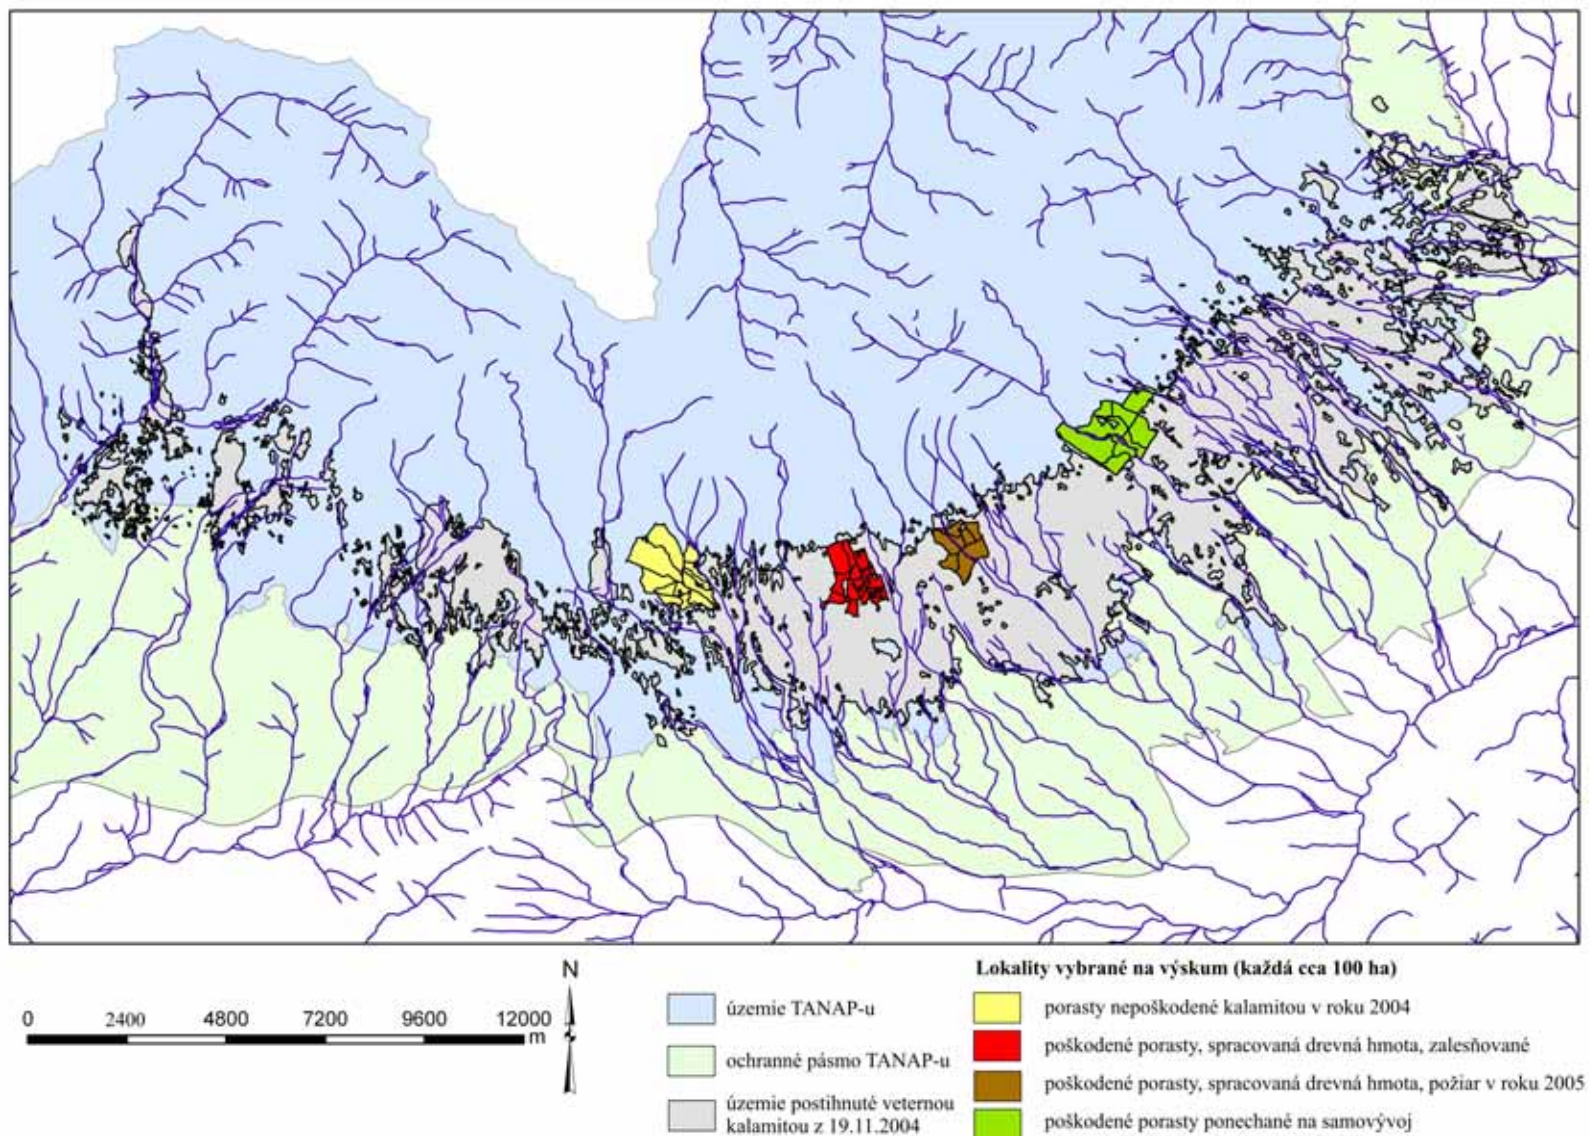 N
0 2400 4800 7200 9600 12000
m
územie TANAP-u
ochranné pásmo TANAP-u
územie postihnuté veternou
kalamitou z 19.11.2004
Lokality vybrané na výskum (každá cca 100 ha)
porasty nepoškodené kalamitou v roku 2004
poškodené porasty, spracovaná drevná hmota, zalesňované
poškodené porasty, spracovaná drevná hmota, požiar v roku 2005
poškodené porasty ponechané na samovývoj